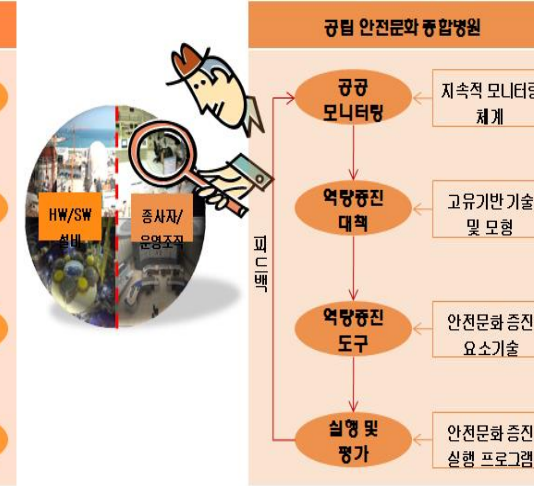 공립 안전문화 종합병원
공공
모니터링
지속적 모니터링
체계
HW/SW
설비
종사자/
운영조직
피드백
역량증진
대책
고유기반 기술
및 모형
역량증진
도구
안전문화 증진
요소기술
실행 및
평가
안전문화 증진
실행 프로그램